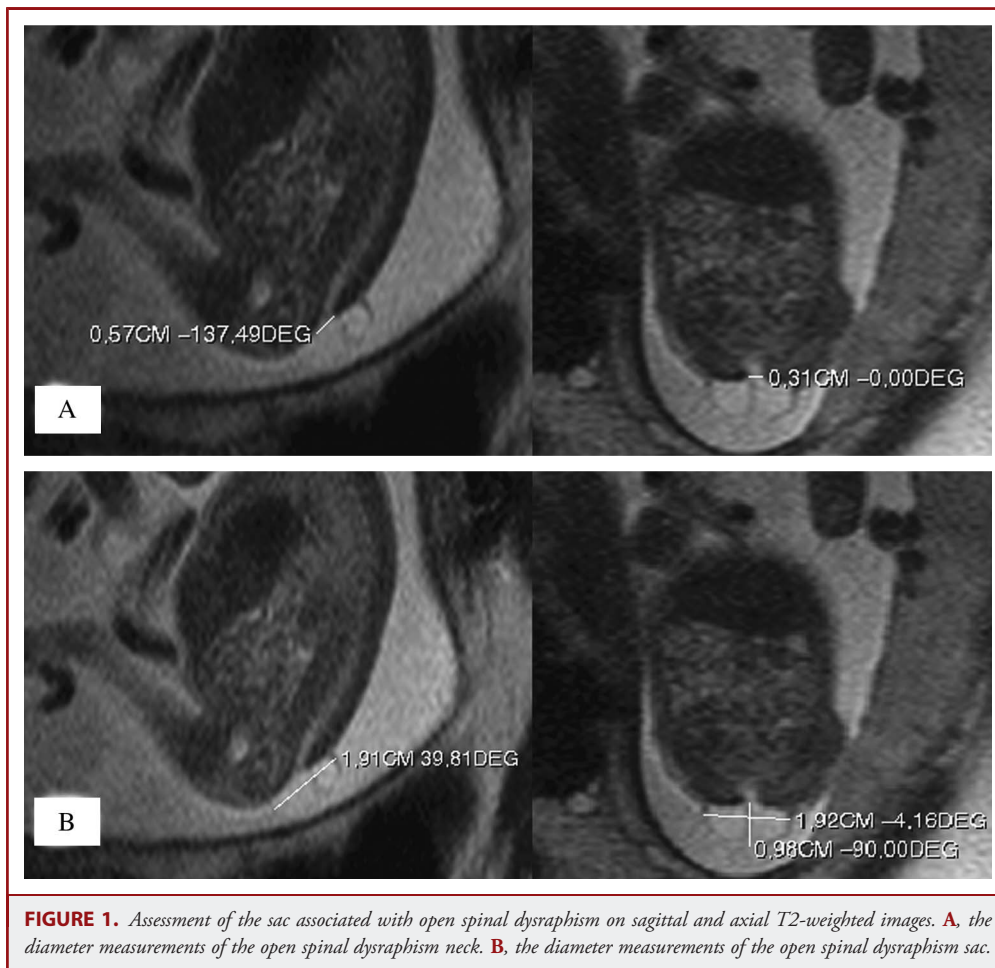 0,57CM -137,49DEG
0,31CM -0,00DEG
A
1,91CM 39,81DEG
1,92CM -4,16DEG
0,98CM -90,00DEG
B
FIGURE 1. Assessment of the sac associated with open spinal dysraphism on sagittal and axial T2-weighted images. A, the
diameter measurements of the open spinal dysraphism neck. B, the diameter measurements of the open spinal dysraphism sac.